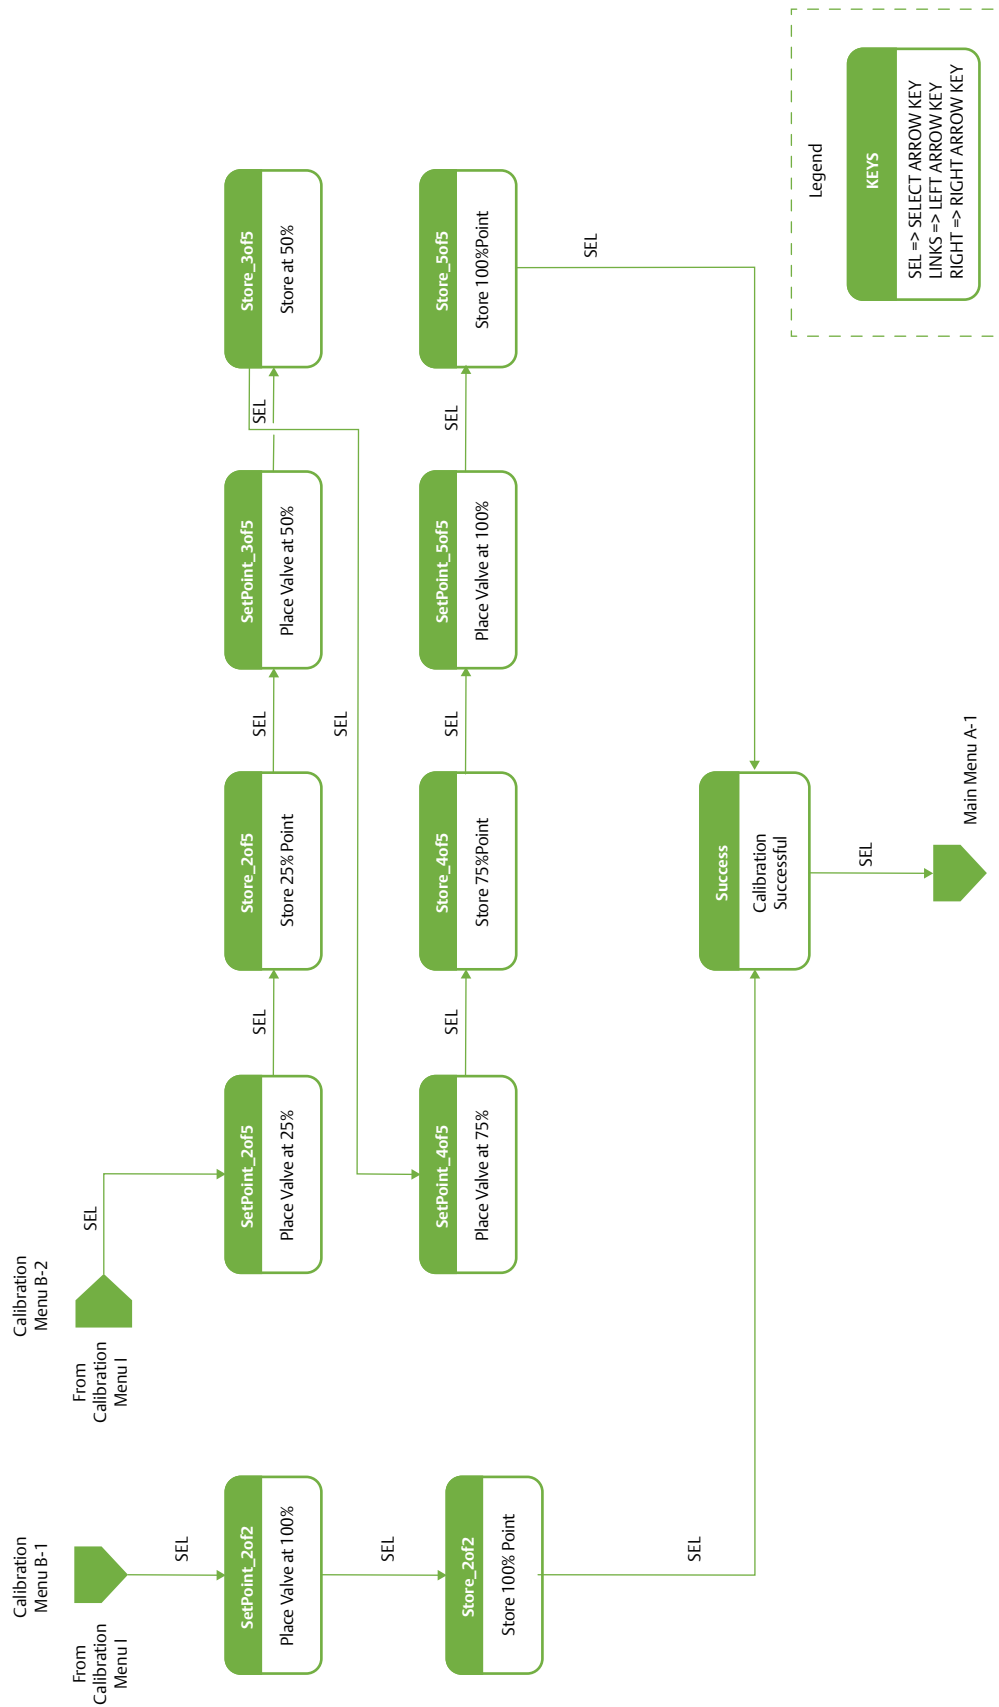 Calibration
Menu B-1
From
Calibration
Menu I
SEL
SetPoint_2of2
Place Valve at 100%
SEL
Store_2of2
Store 100% Point
SEL
Calibration
Menu B-2
From
Calibration
Menu I
SEL
SetPoint_2of5
Place Valve at 25%
SEL
Store_2of5
Store 25% Point
SEL
SetPoint_3of5
Place Valve at 50%
SEL
Store_3of5
Store at 50%
SEL
SetPoint_4of5
Place Valve at 75%
SEL
Store_4of5
Store 75%Point
SEL
SetPoint_5of5
Place Valve at 100%
SEL
Store_5of5
Store 100%Point
SEL
Success
Calibration
Successful
SEL
Main Menu A-1
Legend
KEYS
SEL => SELECT ARROW KEY
LINKS => LEFT ARROW KEY
RIGHT => RIGHT ARROW KEY